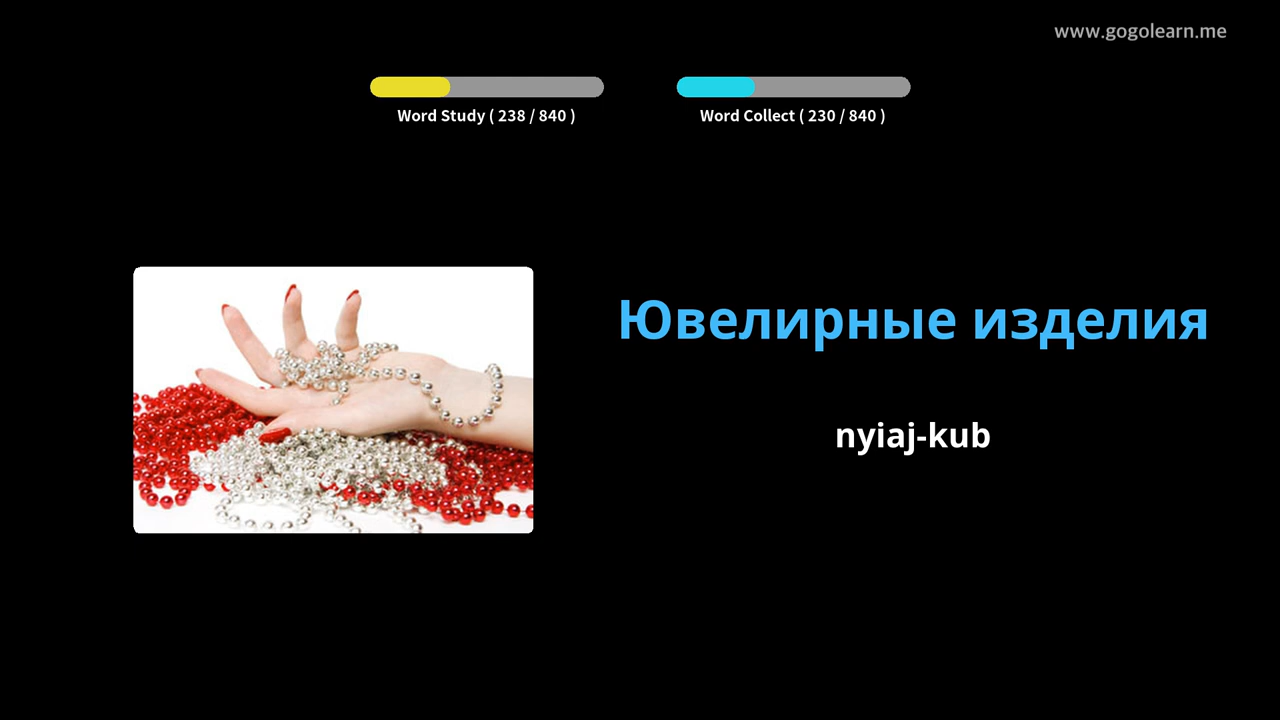 www.gogolearn.me
Word Study ( 238 / 840 )
Word Collect ( 230 / 840 )
Ювелирные изделия
nyiaj-kub